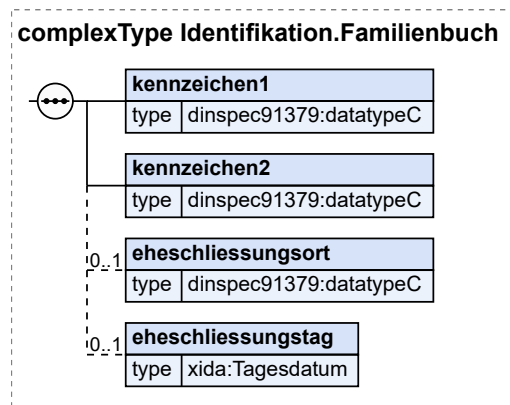 complexType Identifikation.Familienbuch
kennzeichen1
type dinspec91379:datatypeC
kennzeichen2
type dinspec91379:datatypeC
0..1 eheschliessungsort
type dinspec91379:datatypeC
0..1 eheschliessungstag
type xida:Tagesdatum